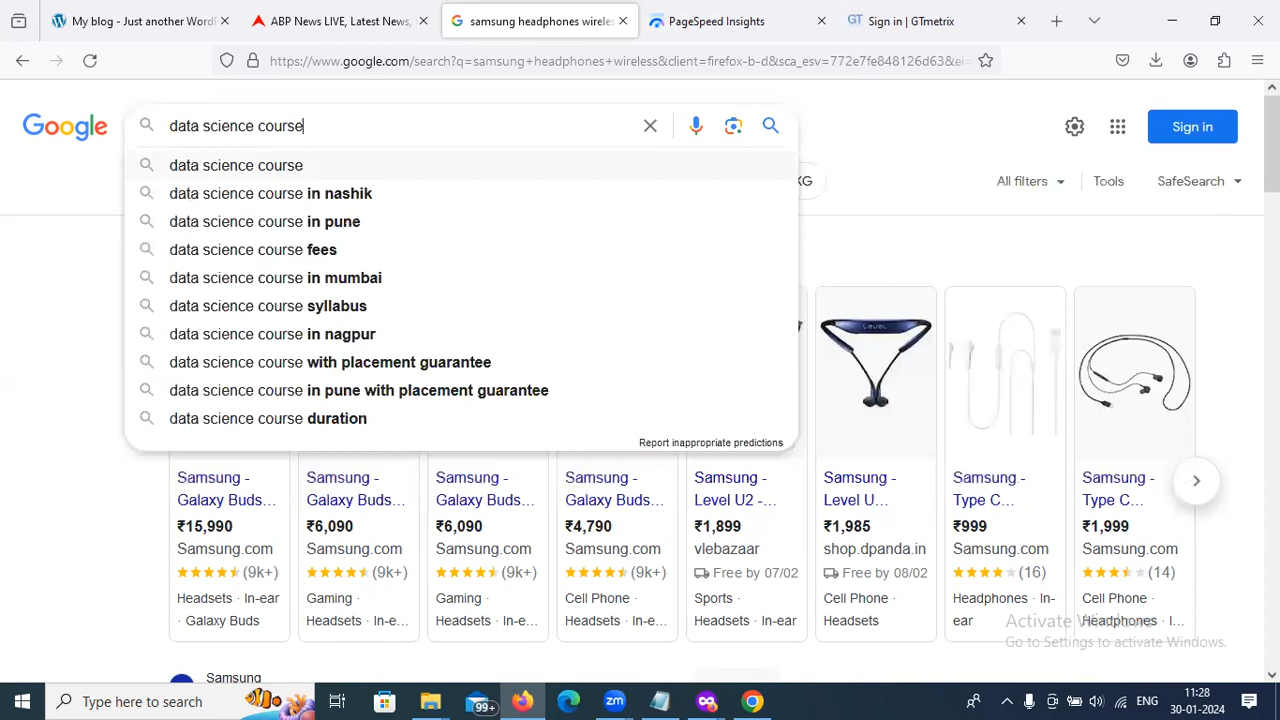 My blog - Just another WordP
ABP News LIVE, Latest News,
samsung headphones wireles
PageSpeed Insights
GT Sign in | GTmetrix
https://www.google.com/search?q=samsung+headphones+wireless&client=firefox-b-d&sca_esv=772e7fe848126d63&ei=
Google
data science course
Sign in
data science course
data science course in nashik
data science course in pune
data science course fees
data science course in mumbai
data science course syllabus
data science course in nagpur
data science course with placement guarantee
data science course in pune with placement guarantee
data science course duration
Report inappropriate predictions
KG
All filters
Tools
SafeSearch
LEVEL
Samsung - Galaxy Buds...
₹15,990
Samsung.com
(9k+)
Headsets · In-ear
· Galaxy Buds
Samsung - Galaxy Buds...
₹6,090
Samsung.com
(9k+)
Gaming ·
Headsets · In-e...
Samsung - Galaxy Buds...
₹6,090
Samsung.com
(9k+)
Gaming ·
Headsets · In-e...
Samsung - Galaxy Buds...
₹4,790
Samsung.com
(9k+)
Cell Phone ·
Headsets · In-e...
Samsung - Level U2 -...
₹1,899
vlebazaar
Free by 07/02
Sports ·
Headsets · In-ear
Samsung - Level U...
₹1,985
shop.dpanda.in
Free by 08/02
Cell Phone ·
Headsets
Samsung - Type C...
₹999
Samsung.com
(16)
Headphones · In-
ear
Samsung - Type C...
₹1,999
Samsung.com
(14)
Cell Phone ·
Headphones · I...
Samsung
Activate Windows
Go to Settings to activate Windows.
Type here to search
99+
zm
ENG
11:28
30-01-2024